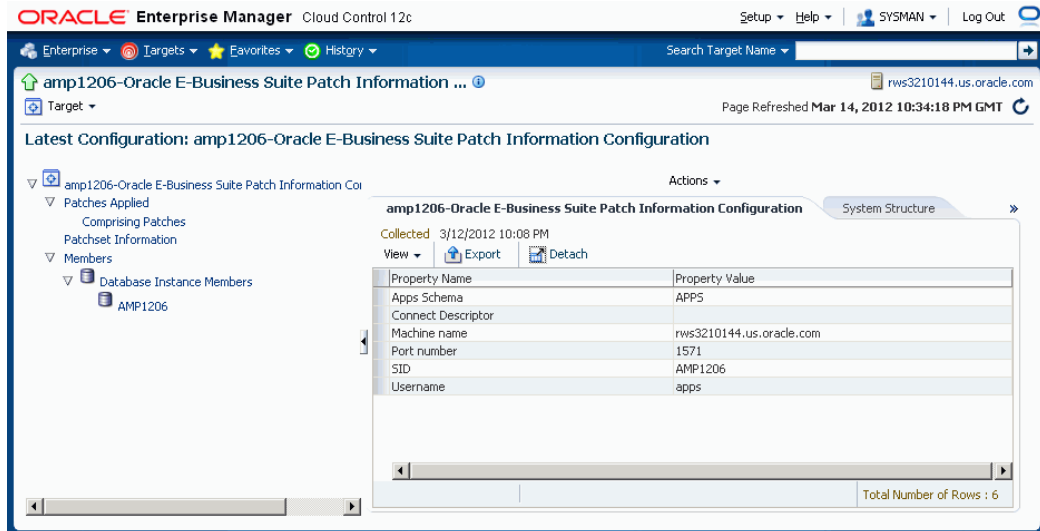 ORACLE Enterprise Manager Cloud Control 12c
Setup Help SYSMAN Log Out
Enterprise Targets Favorites History Search Target Name
amp1206-Oracle E-Business Suite Patch Information ... rws3210144.us.oracle.com
Target Page Refreshed Mar 14, 2012 10:34:18 PM GMT
Latest Configuration: amp1206-Oracle E-Business Suite Patch Information Configuration
amp1206-Oracle E-Business Suite Patch Information Cor
Patches Applied
Comprising Patches
Patchset Information
Members
Database Instance Members
AMP1206
Actions
amp1206-Oracle E-Business Suite Patch Information Configuration System Structure »
Collected 3/12/2012 10:08 PM
View Export Detach
Property Name Property Value
Apps Schema APPS
Connect Descriptor
Machine name rws3210144.us.oracle.com
Port number 1571
SID AMP1206
Username apps
Total Number of Rows : 6